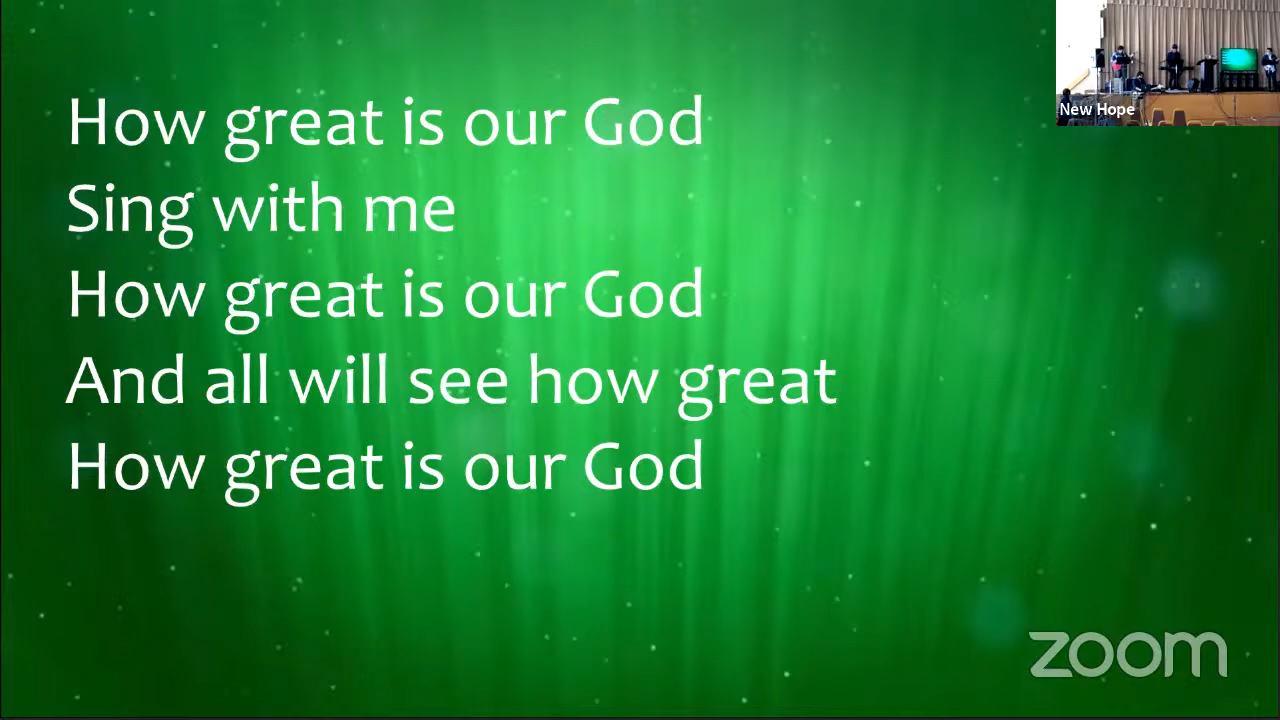 How great is our God
Sing with me
How great is our God
And all will see how great
How great is our God
New Hope
zoom